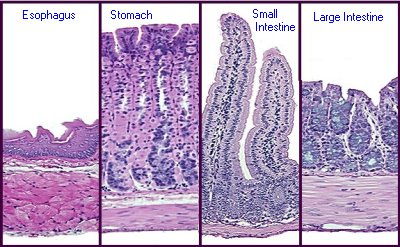 Esophagus
Stomach
Small
Intestine
Large Intestine